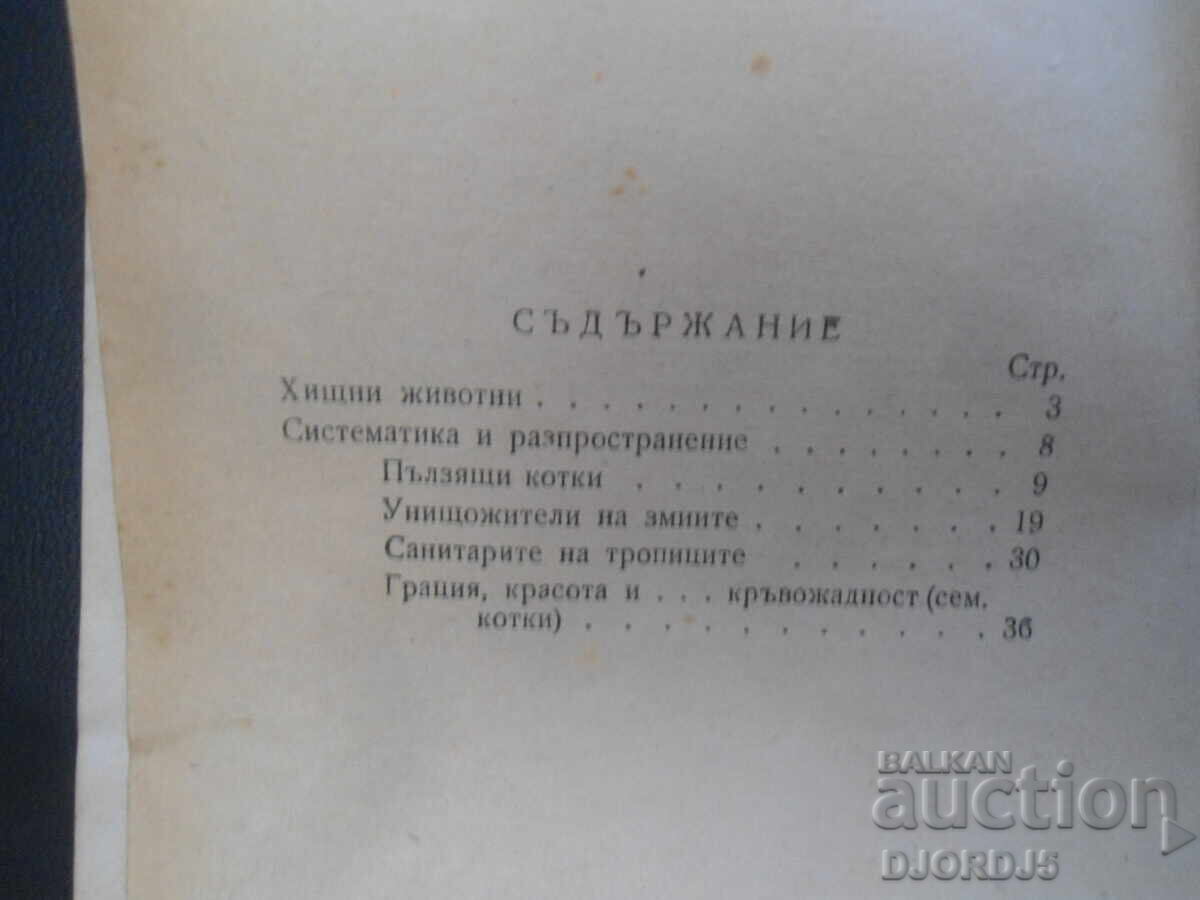 СЪДЪРЖАНИЕ
Стр.
Хищни животни . . . . . . . . . . . . . . . 3
Систематика и разпространение . . . . . . . . 8
Пълзящи котки . . . . . . . . . . 9
Унищожители на змиите . . . . . . . 19
Санитарите на тропиците . . . . . . 30
Грация, красота и . . . кръвожадност (сем.
котки) . . . . . . . . . . . 36
BALKAN
auction
DJORDJ5